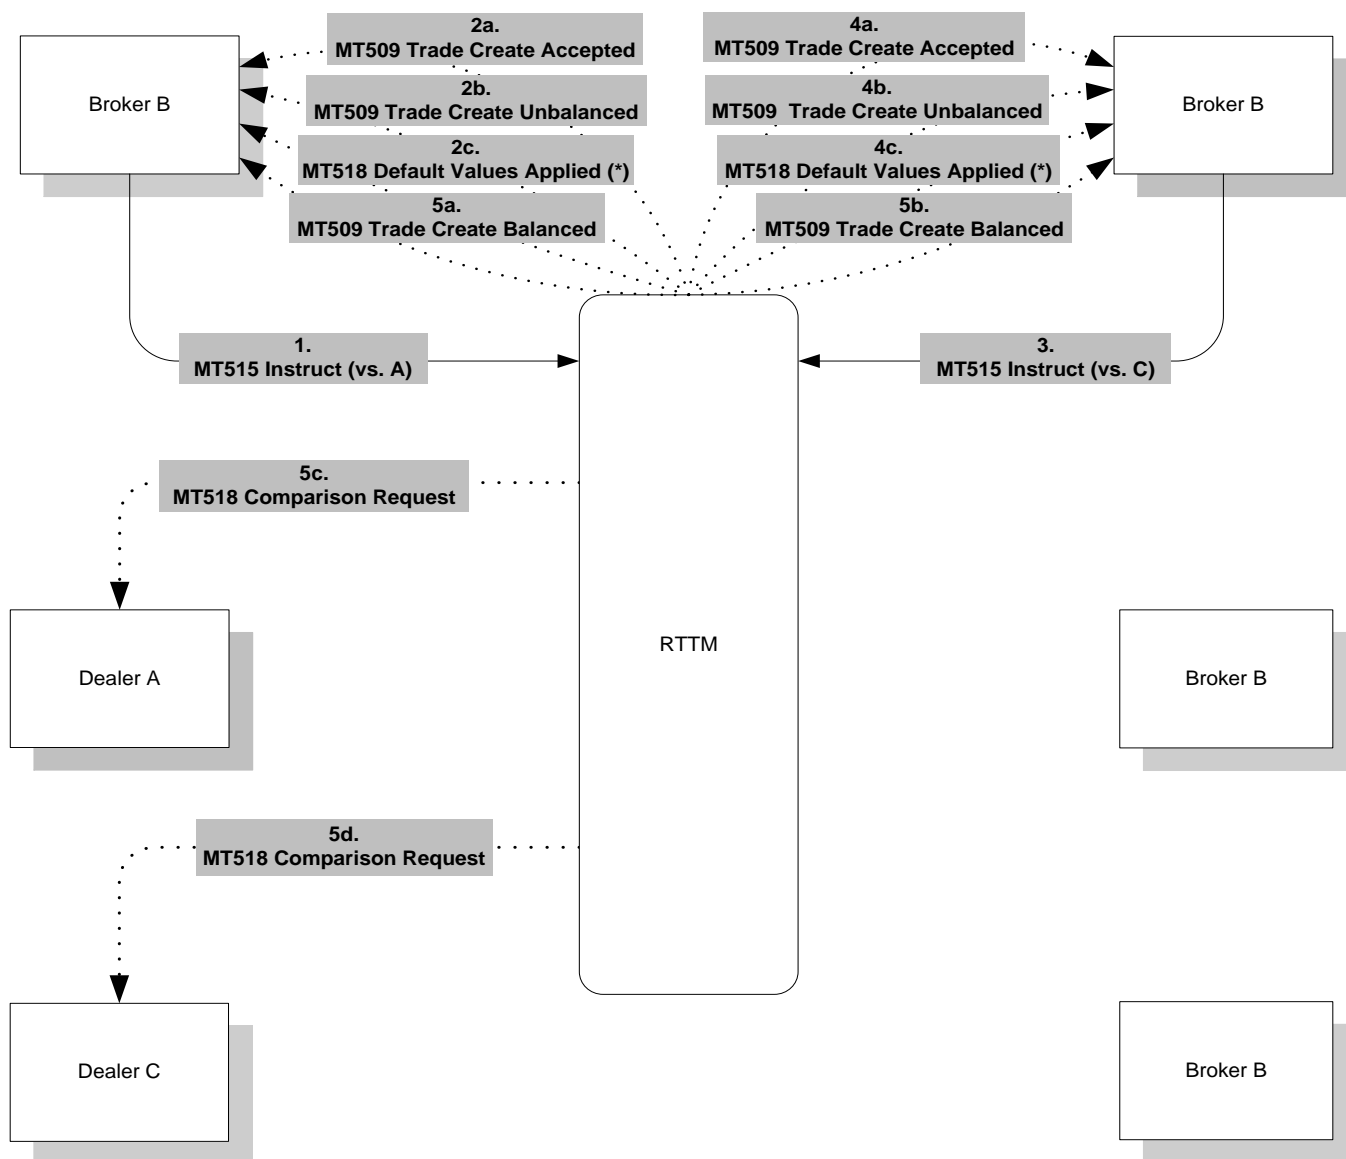 2a.
MT509 Trade Create Accepted
4a.
MT509 Trade Create Accepted
Broker B
2b.
MT509 Trade Create Unbalanced
4b.
MT509  Trade Create Unbalanced
Broker B
2c.
MT518 Default Values Applied (*)
4c.
MT518 Default Values Applied (*)
5a.
MT509 Trade Create Balanced
5b.
MT509 Trade Create Balanced
1.
MT515 Instruct (vs. A)
3.
MT515 Instruct (vs. C)
5c.
MT518 Comparison Request
RTTM
Dealer A
Broker B
5d.
MT518 Comparison Request
Dealer C
Broker B